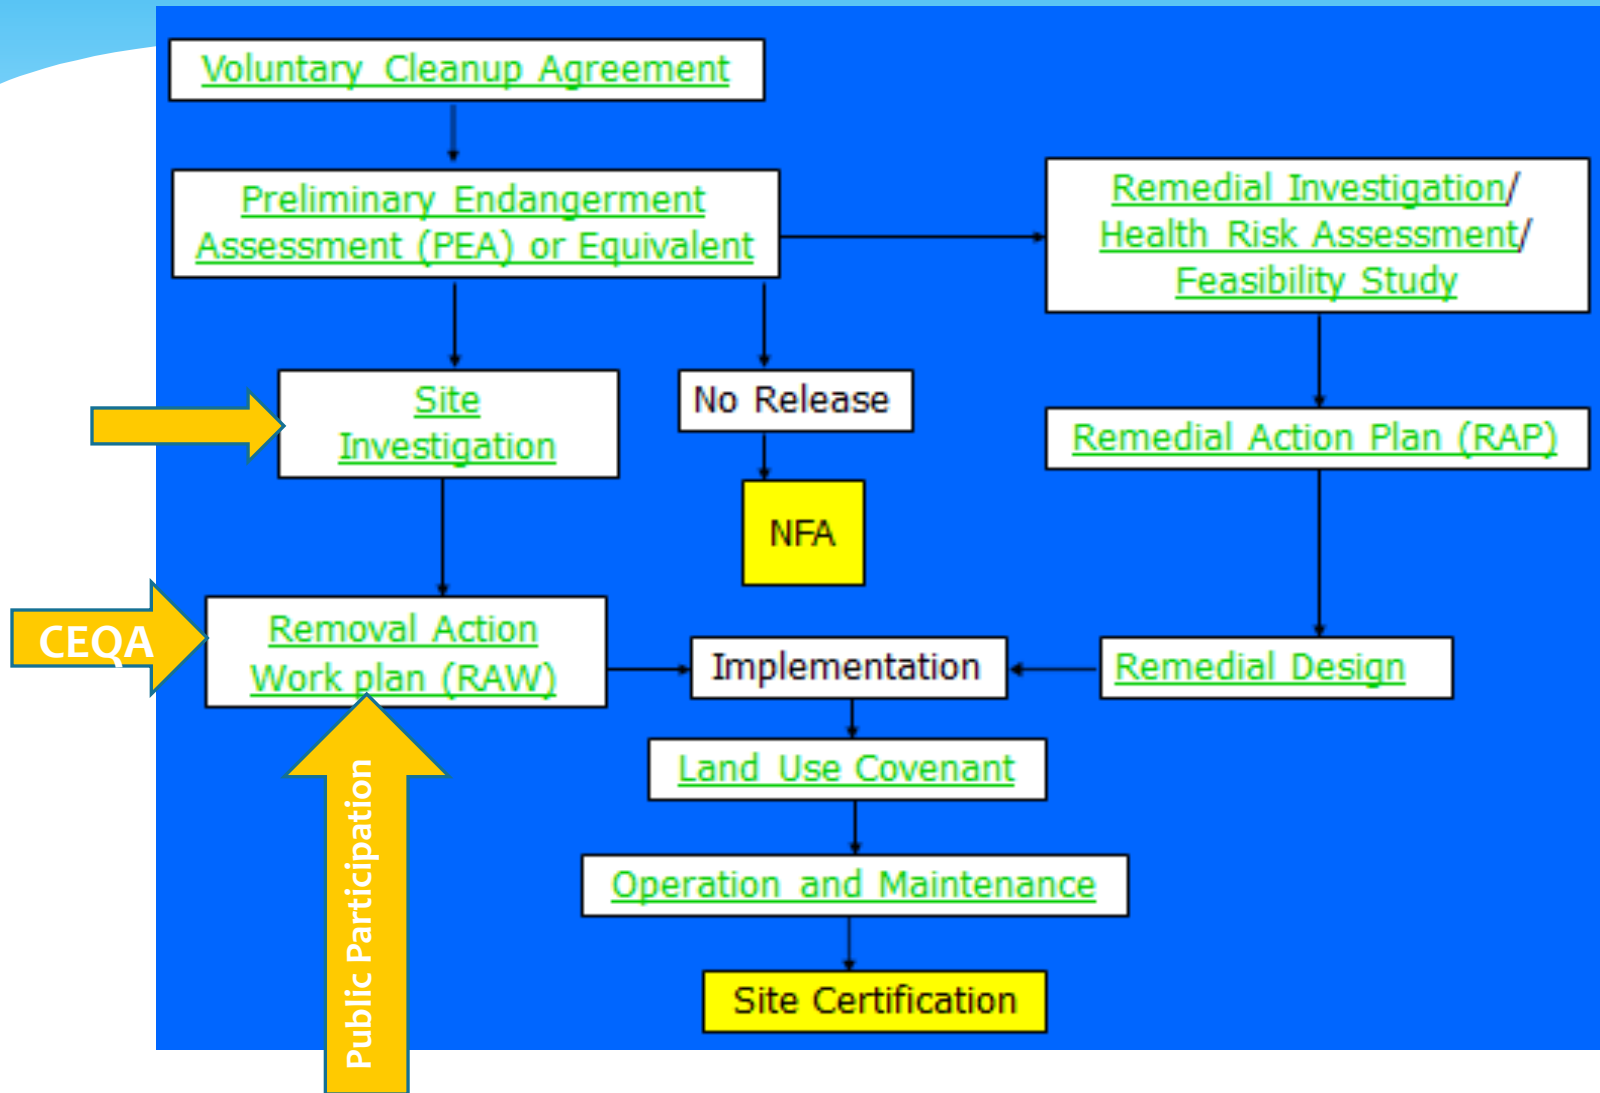 Voluntary Cleanup Agreement
Preliminary Endangerment
Assessment (PEA) or Equivalent
Remedial Investigation/
Health Risk Assessment/
Feasibility Study
Site
Investigation
No Release
Remedial Action Plan (RAP)
NFA
CEQA
Removal Action
Work plan (RAW)
Implementation
Remedial Design
Land Use Covenant
Public Participation
Operation and Maintenance
Site Certification